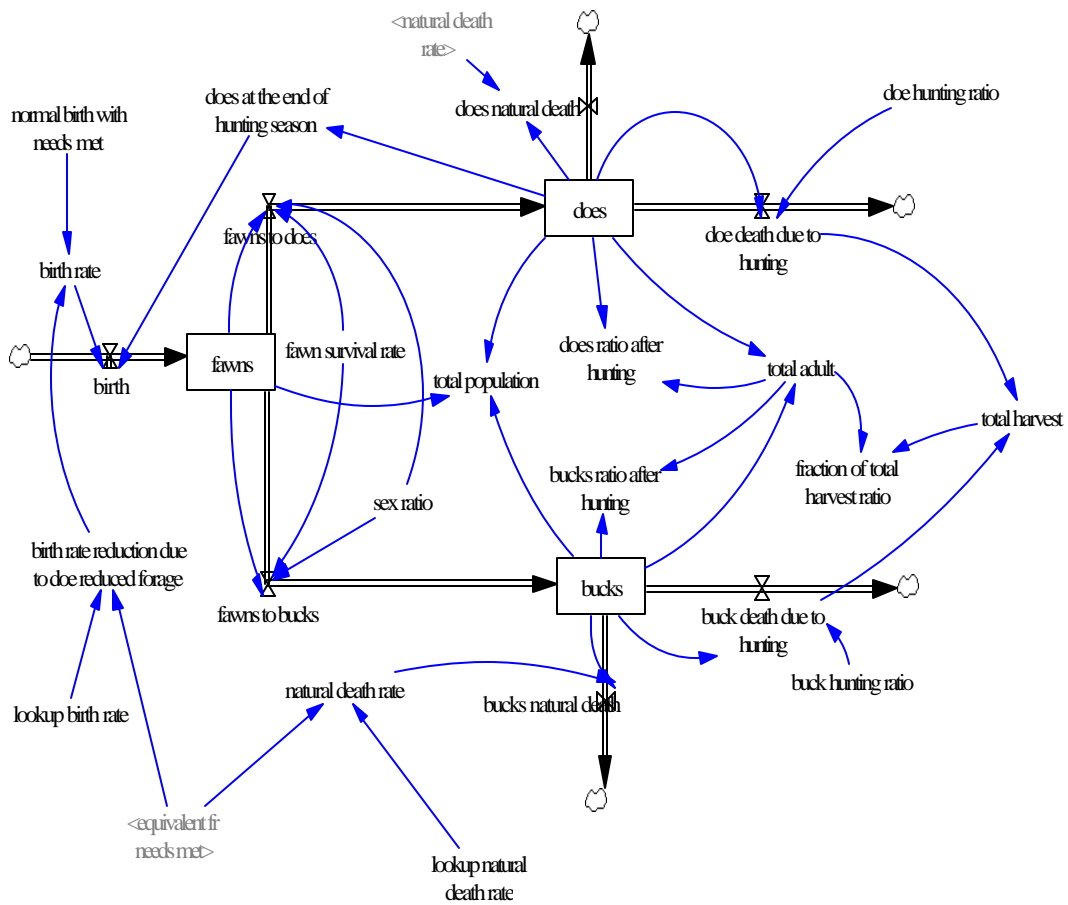 <natural death
rate>
does at the end of
hunting season
normal birth with
needs met
does natural death
doe hunting ratio
does
fawns to does
doe death due to
hunting
birth rate
fawns
fawn survival rate
does ratio after
hunting
total adult
birth
total population
total harvest
bucks ratio after
hunting
fraction of total
harvest ratio
sex ratio
birth rate reduction due
to doe reduced forage
bucks
fawns to bucks
buck death due to
hunting
natural death rate
bucks natural death
buck hunting ratio
lookup birth rate
<equivalent fr
needs met>
lookup natural
death rate